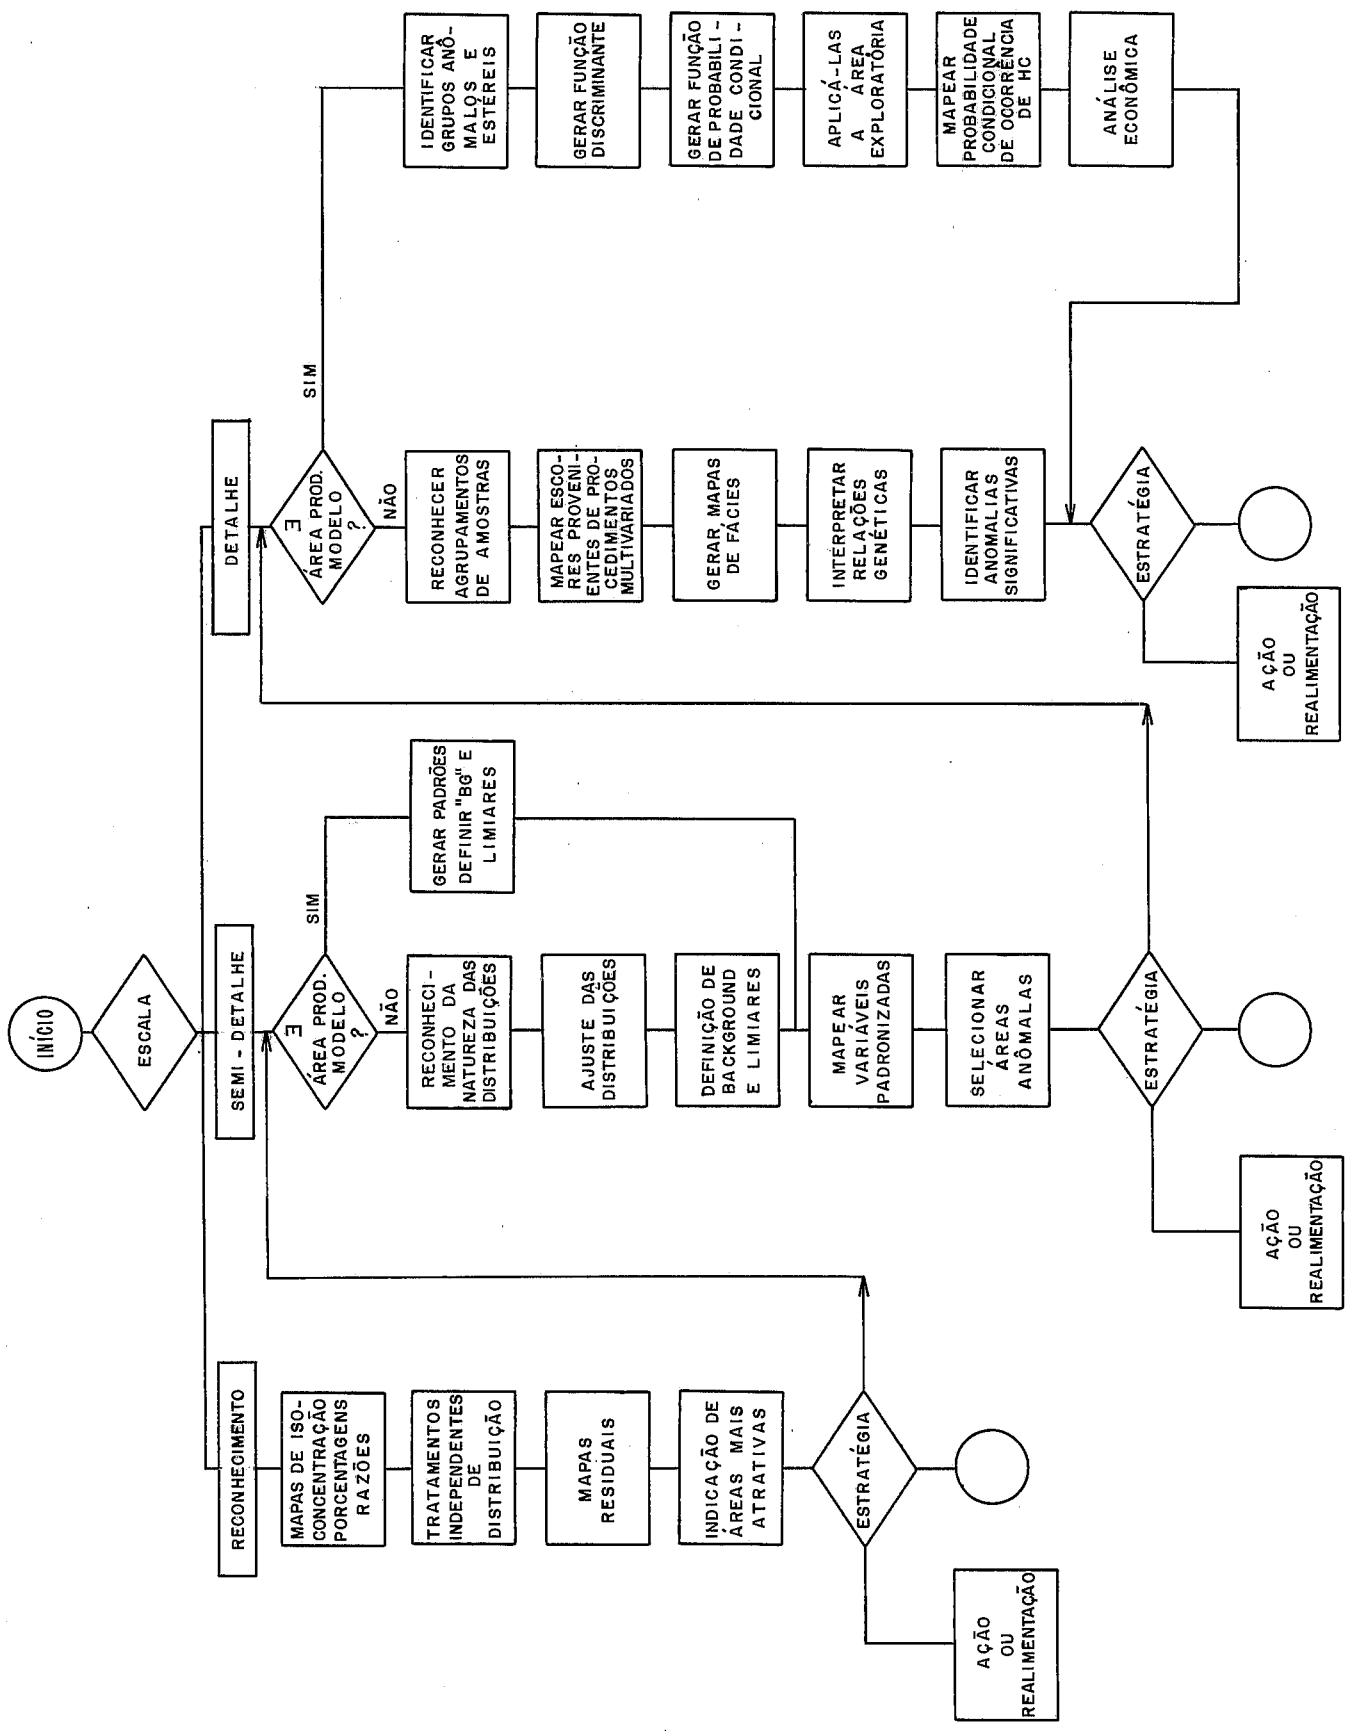 INÍCIO
ESCALA
RECONHECIMENTO
MAPAS DE ISO-
CONCENTRAÇÃO
PORCENTAGENS
RAZÕES
TRATAMENTOS
INDEPENDENTES
DE
DISTRIBUIÇÃO
MAPAS
RESIDUAIS
INDICAÇÃO DE
ÁREAS MAIS
ATRATIVAS
ESTRATÉGIA
AÇÃO
OU
REALIMENTAÇÃO
SEMI-DETALHE
E
ÁREA PROD.
MODELO
?
SIM
NÃO
RECONHECI-
MENTO DA
NATUREZA DAS
DISTRIBUIÇÕES
AJUSTE DAS
DISTRIBUIÇÕES
DEFINIÇÃO DE
BACKGROUND
E LIMIARES
GERAR PADRÕES
DEFINIR "BG" E
LIMIARES
MAPEAR
VARIÁVEIS
PADRONIZADAS
SELECIONAR
ÁREAS
ANÔMALAS
ESTRATÉGIA
AÇÃO
OU
REALIMENTAÇÃO
DETALHE
E
ÁREA PROD.
MODELO
?
SIM
NÃO
RECONHECER
AGRUPAMENTOS
DE AMOSTRAS
MAPEAR ESCO-
RES PROVENI-
ENTES DE PRO-
CEDIMENTOS
MULTIVARIADOS
GERAR MAPAS
DE FÁCIES
INTERPRETAR
RELAÇÕES
GENÉTICAS
IDENTIFICAR
ANOMALIAS
SIGNIFICATIVAS
ESTRATÉGIA
AÇÃO
OU
REALIMENTAÇÃO
IDENTIFICAR
GRUPOS ANÔ-
MALOS E
ESTÉREIS
GERAR FUNÇÃO
DISCRIMINANTE
GERAR FUNÇÃO
DE PROBABILI-
DADE CONDI-
CIONAL
APLICÁ-LAS
A ÁREA
EXPLORATÓRIA
MAPEAR
PROBABILIDADE
CONDICIONAL
DE OCORRÊNCIA
DE HC
ANÁLISE
ECONÔMICA